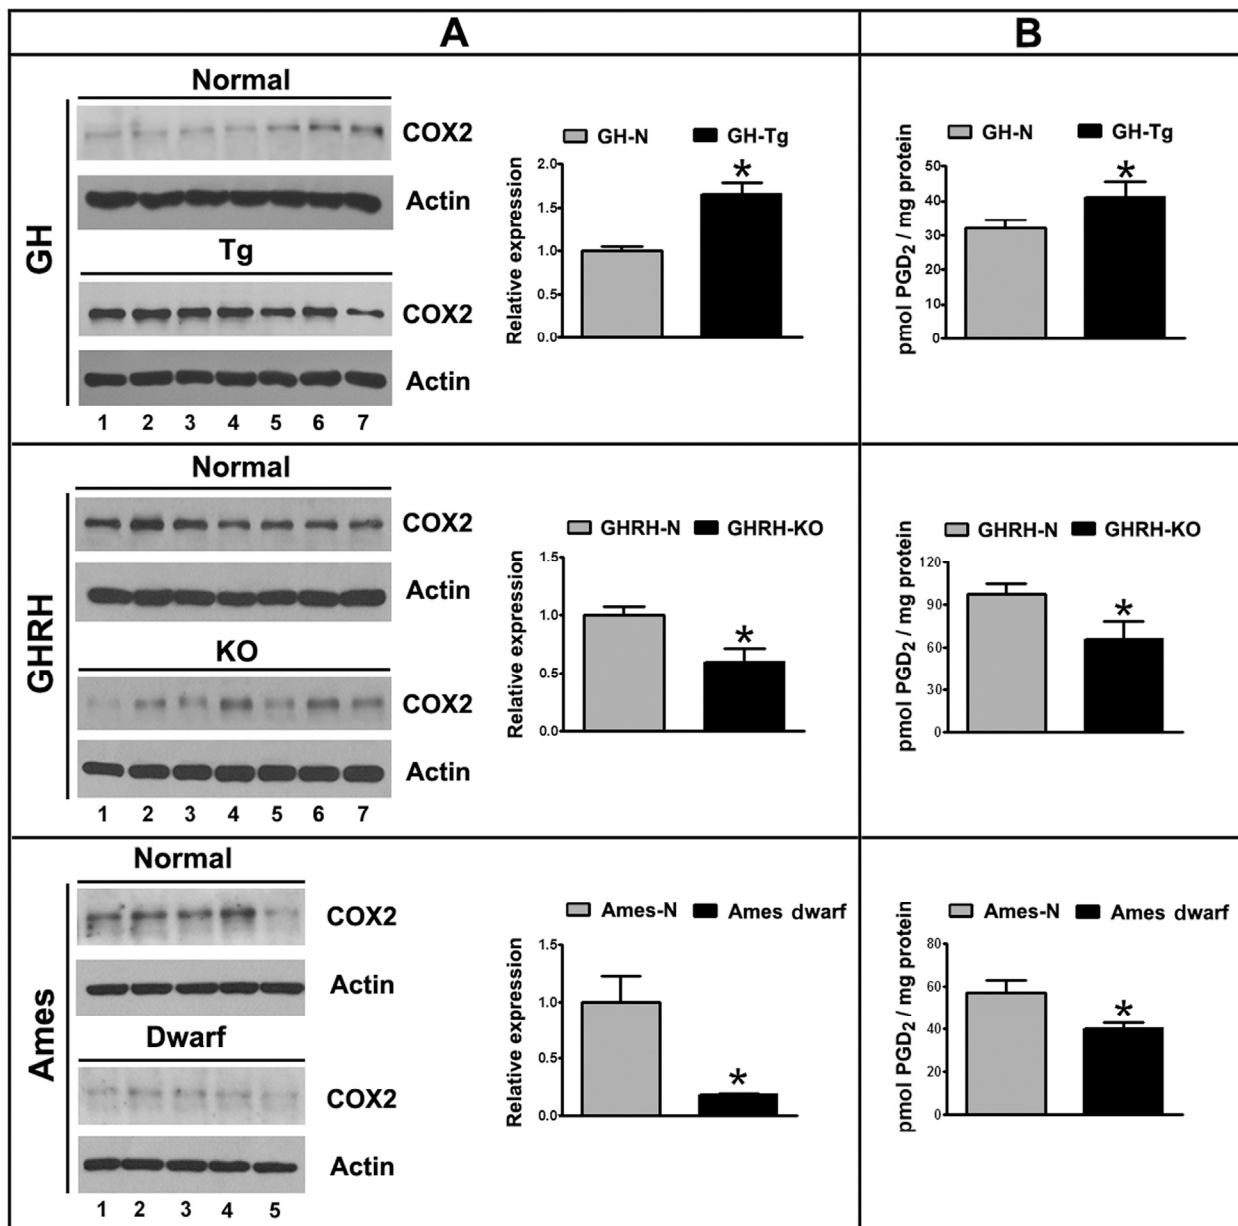 A
B
GH
Normal
COX2
Actin
Tg
COX2
Actin
1 2 3 4 5 6 7
GH-N GH-Tg
Relative expression
2.0
1.5
1.0
0.5
0.0
*
GH-N GH-Tg
pmol PGD2 / mg protein
50
40
30
20
10
0
*
GHRH
Normal
COX2
Actin
KO
COX2
Actin
1 2 3 4 5 6 7
GHRH-N GHRH-KO
Relative expression
1.5
1.0
0.5
0.0
*
GHRH-N GHRH-KO
pmol PGD2 / mg protein
120
90
60
30
0
*
Ames
Normal
COX2
Actin
Dwarf
COX2
Actin
1 2 3 4 5
Ames-N Ames dwarf
Relative expression
1.5
1.0
0.5
0.0
*
Ames-N Ames dwarf
pmol PGD2 / mg protein
80
60
40
20
0
*